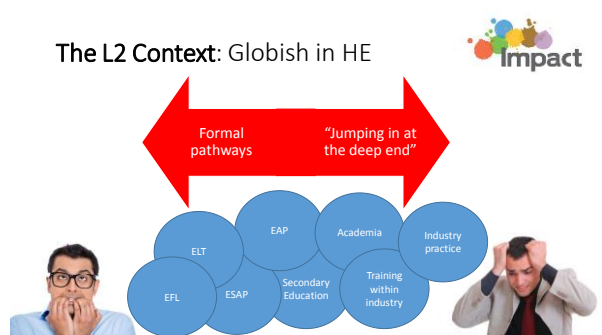 The L2 Context: Globish in HE
Impact
Formal
pathways
“Jumping in at
the deep end”
EAP
Academia
Industry
practice
ELT
EFL
ESAP
Secondary
Education
Training
within
industry